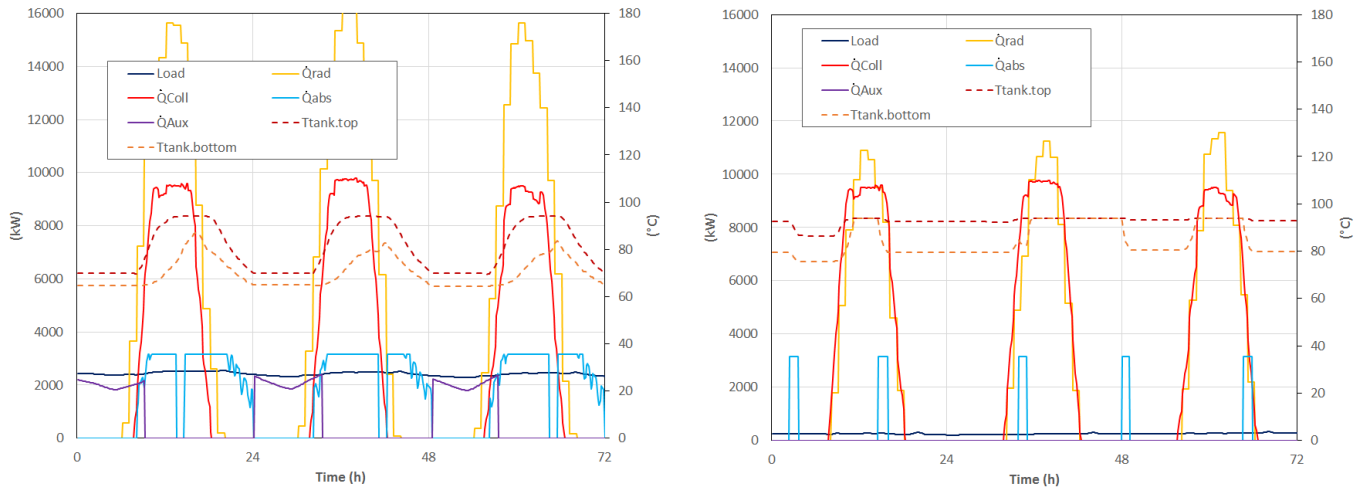 16000
14000
12000
10000
8000
6000
4000
2000
0
(kW)
Load
Q̇rad
Q̇Coll
Q̇abs
Q̇Aux
Ttank.top
Ttank.bottom
180
160
140
120
100
80
60
40
20
0
(°C)
0 24 48 72
Time (h)
16000
14000
12000
10000
8000
6000
4000
2000
0
(kW)
Load
Q̇rad
Q̇Coll
Q̇abs
Q̇Aux
Ttank.top
Ttank.bottom
180
160
140
120
100
80
60
40
20
0
(°C)
0 24 48 72
Time (h)